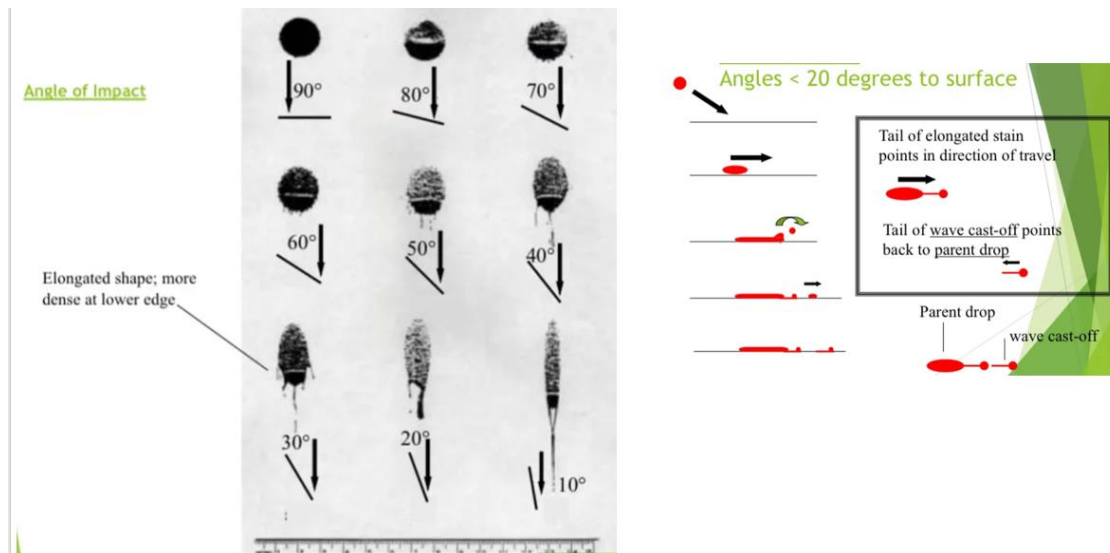 Angle of Impact
90°
80°
70°
60°
50°
40°
Elongated shape; more
dense at lower edge
30°
20°
10°
Angles < 20 degrees to surface
Tail of elongated stain
points in direction of travel
Tail of wave cast-off points
back to parent drop
Parent drop
wave cast-off